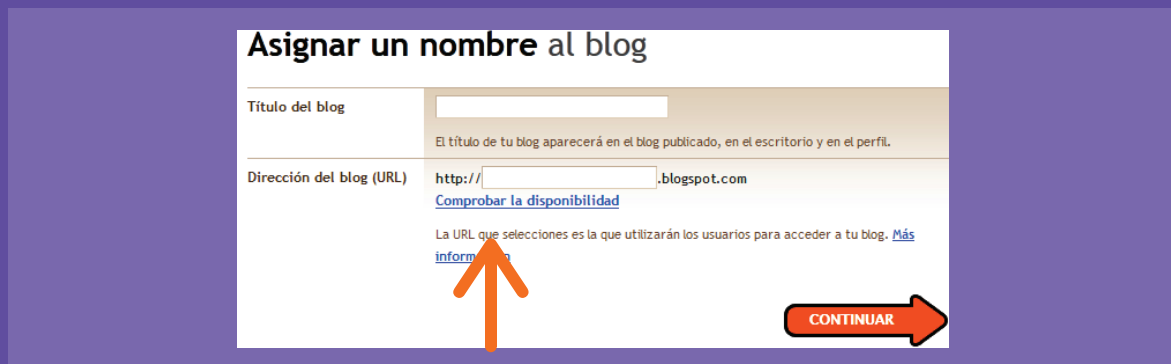 Asignar un nombre al blog
Título del blog
El título de tu blog aparecerá en el blog publicado, en el escritorio y en el perfil.
Dirección del blog (URL)
http:// .blogspot.com
Comprobar la disponibilidad
La URL que selecciones es la que utilizarán los usuarios para acceder a tu blog. Más
información
CONTINUAR